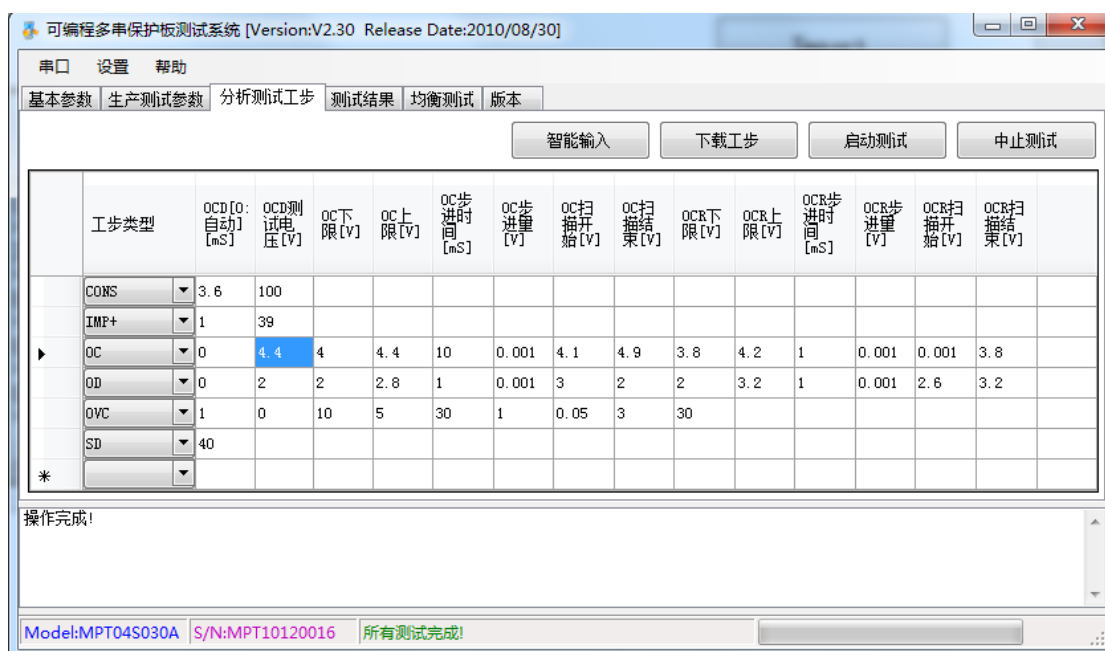 可编程多串保护板测试系统 [Version:V2.30 Release Date:2010/08/30]
串口 设置 帮助
基本参数 生产测试参数 分析测试工步 测试结果 均衡测试 版本
智能输入 下载工步 启动测试 中止测试
工步类型 OCD[0:自动][mS] OCD测试电压[V] OC下限[V] OC上限[V] OC步进时间[mS] OC步进量[V] OC扫描开始[V] OC扫描结束[V] OCR下限[V] OCR上限[V] OCR步进时间[mS] OCR步进量[V] OCR扫描开始[V] OCR扫描结束[V]
CONS 3.6 100
IMP+ 1 39
OC 0 4.4 4 4.4 10 0.001 4.1 4.9 3.8 4.2 1 0.001 0.001 3.8
OD 0 2 2 2.8 1 0.001 3 2 2 3.2 1 0.001 2.6 3.2
OVC 1 0 10 5 30 1 0.05 3 30
SD 40
*
操作完成!
Model:MPT04S030A S/N:MPT10120016 所有测试完成!